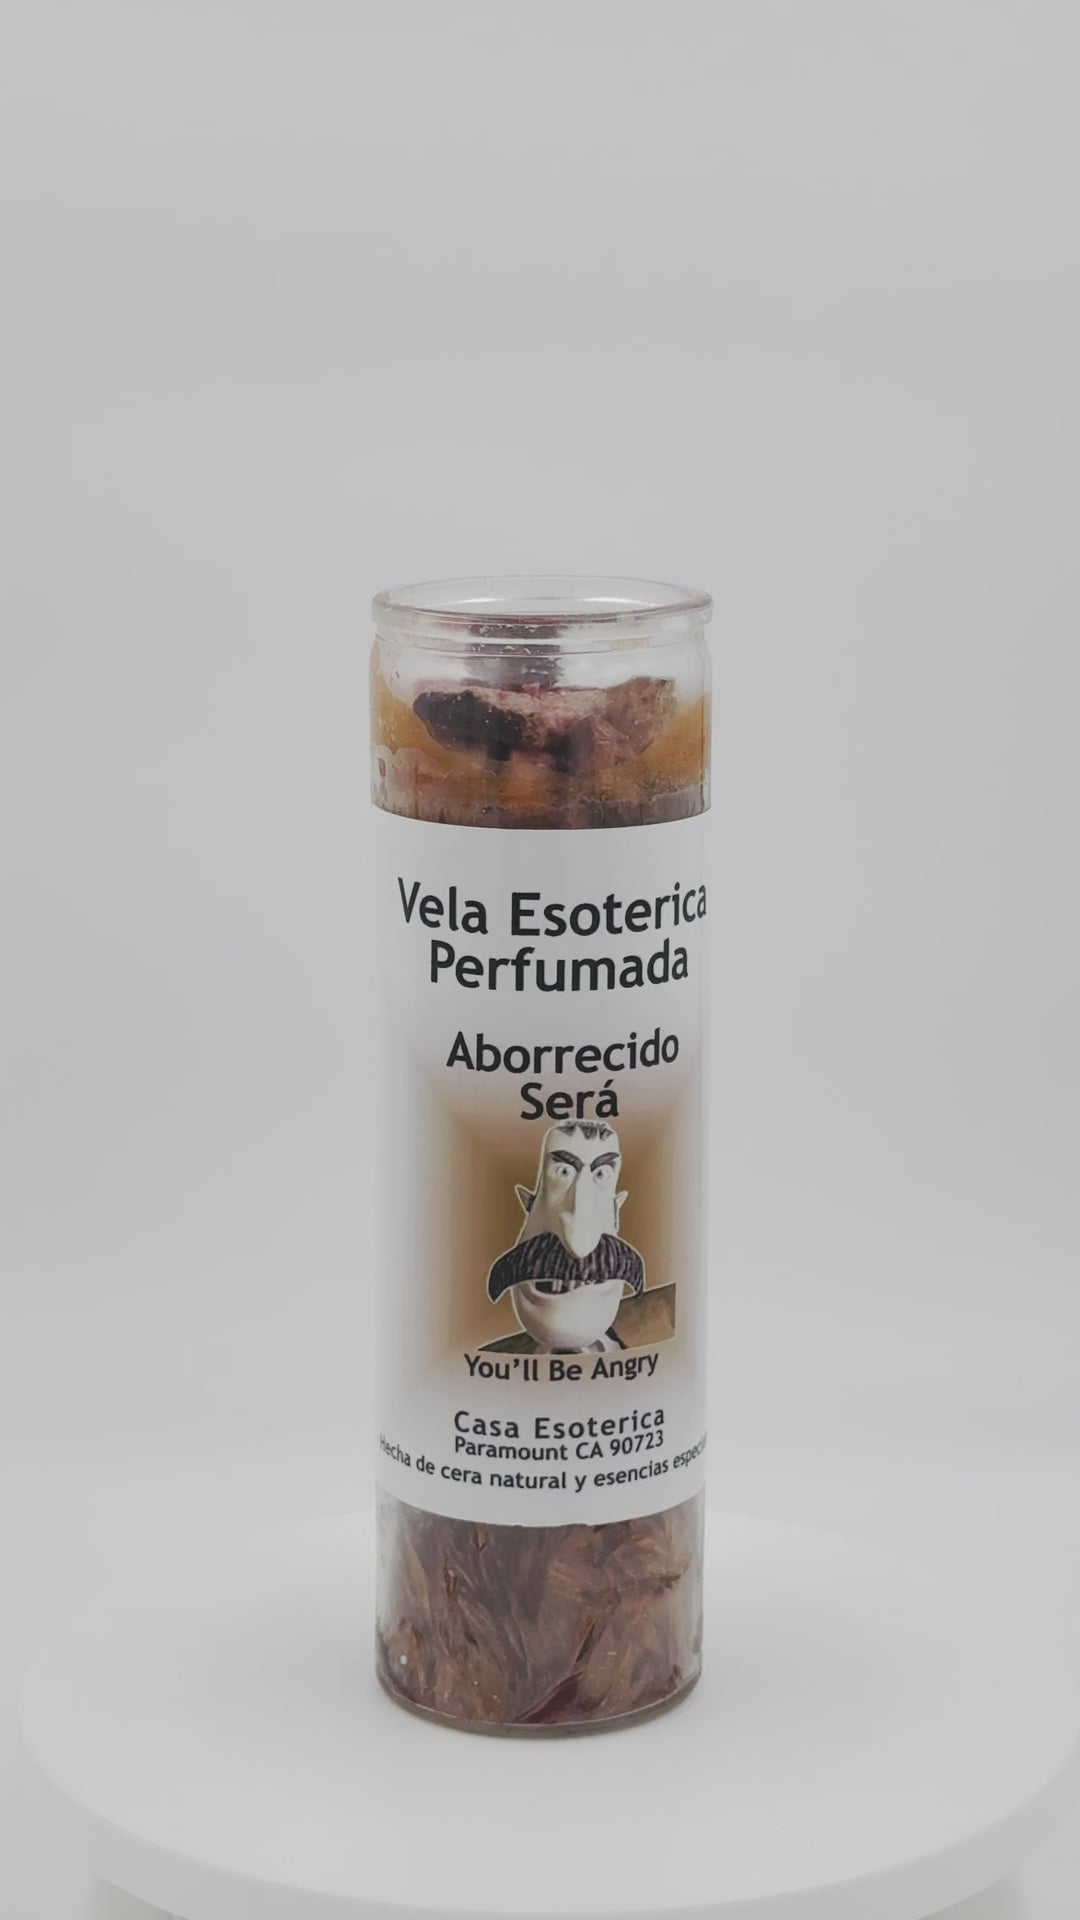 Vela Esoterica
Perfumada
Aborrecido
Será
You'll Be Angry
Casa Esoterica
Paramount CA 90723
Hecha de cera natural y esencias